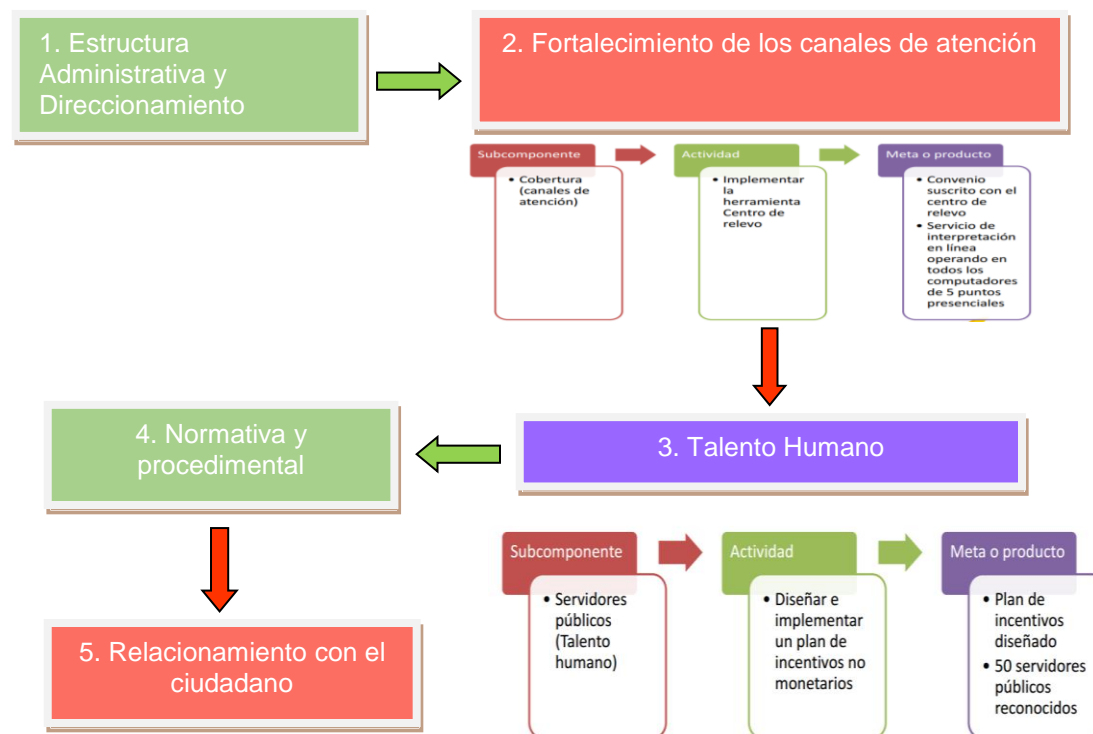 1. Estructura
Administrativa y
Direccionamiento
2. Fortalecimiento de los canales de atención
Subcomponente
• Cobertura
(canales de
atención)
Actividad
• Implementar
la
herramienta
Centro de
relevo
Meta o producto
• Convenio
suscrito con el
centro de
relevo
• Servicio de
interpretación
en línea
operando en
todos los
computadores
de 5 puntos
presenciales
3. Talento Humano
4. Normativa y
procedimental
Subcomponente
• Servidores
públicos
(Talento
humano)
Actividad
• Diseñar e
implementar
un plan de
incentivos no
monetarios
Meta o producto
• Plan de
incentivos
diseñado
• 50 servidores
públicos
reconocidos
5. Relacionamiento con el
ciudadano